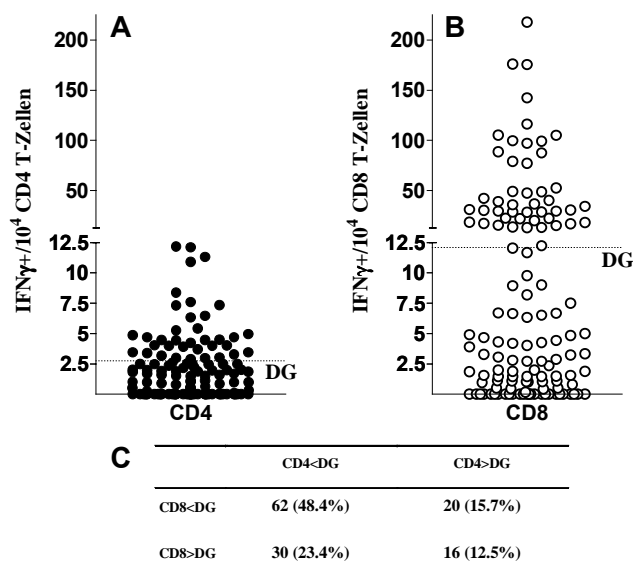 A
IFNγ+/10⁴ CD4 T-Zellen
200
150
100
50
12.5
10
7.5
5
2.5
DG
CD4
B
IFNγ+/10⁴ CD8 T-Zellen
200
150
100
50
12.5
10
7.5
5
2.5
DG
CD8
C
CD4<DG CD4>DG
CD8<DG 62 (48.4%) 20 (15.7%)
CD8>DG 30 (23.4%) 16 (12.5%)